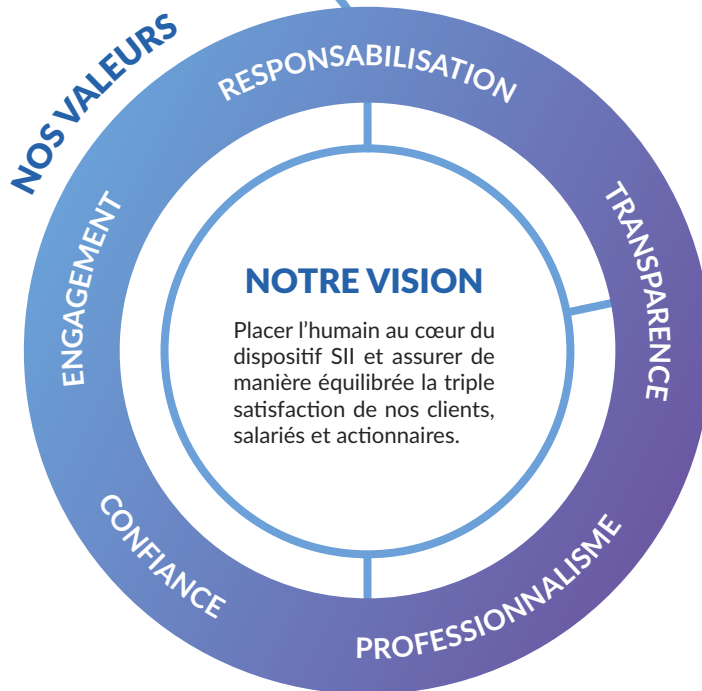 NOS VALEURS
RESPONSABILISATION
TRANSPARENCE
PROFESSIONNALISME
CONFIANCE
ENGAGEMENT
NOTRE VISION
Placer l’humain au cœur du
dispositif SII et assurer de
manière équilibrée la triple
satisfaction de nos clients,
salariés et actionnaires.